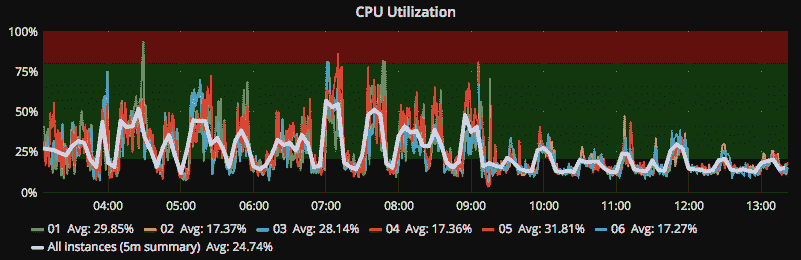 CPU Utilization
100%
75%
50%
25%
0%
04:00 05:00 06:00 07:00 08:00 09:00 10:00 11:00 12:00 13:00
01 Avg: 29.85% 02 Avg: 17.37% 03 Avg: 28.14% 04 Avg: 17.36% 05 Avg: 31.81% 06 Avg: 17.27%
All instances (5m summary) Avg: 24.74%